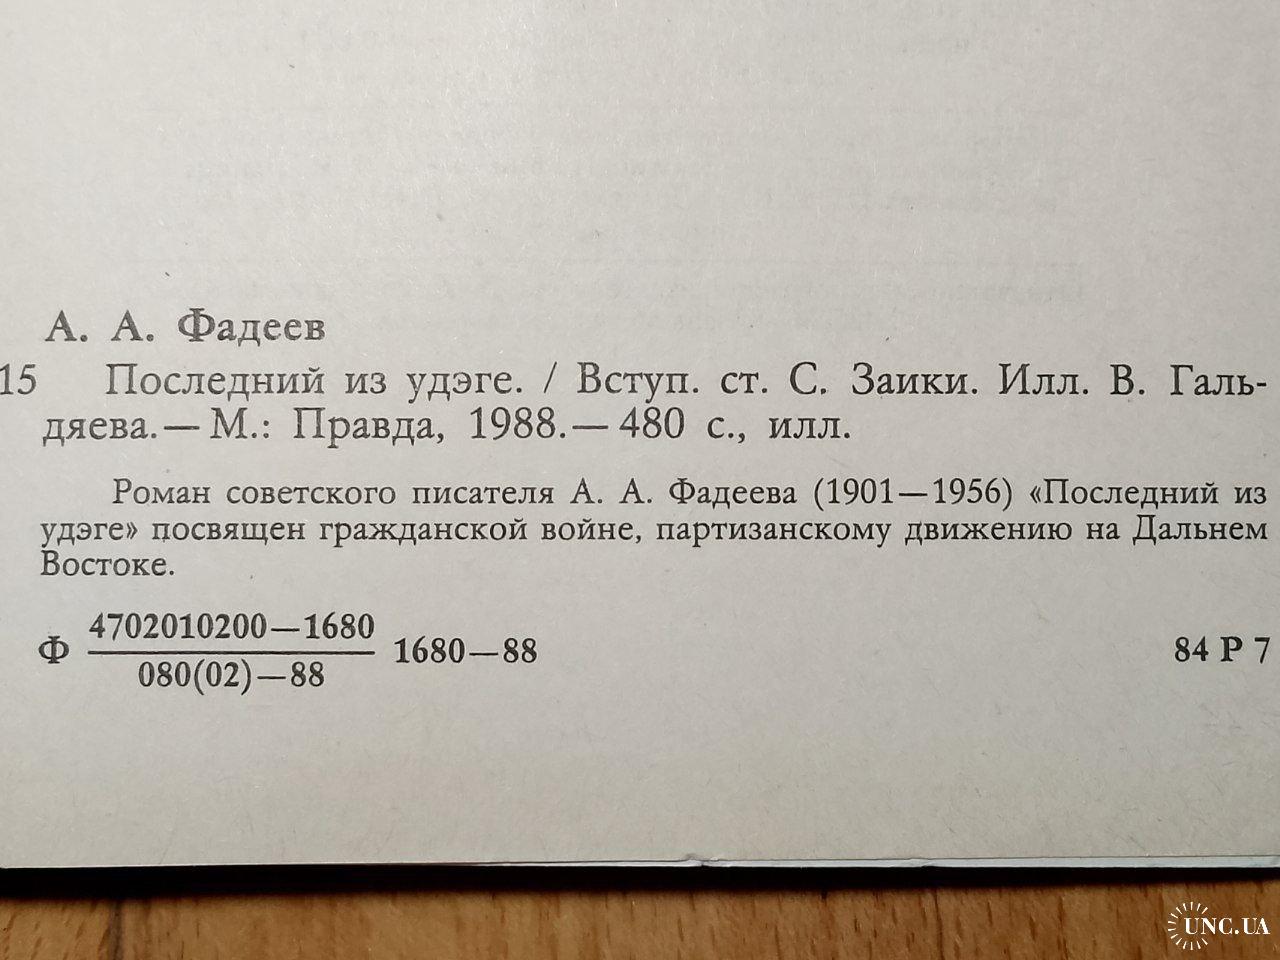 А. А. Фадеев
15 Последний из удэге. / Вступ. ст. С. Заики. Илл. В. Галь-
дяева.— М.: Правда, 1988.— 480 с., илл.
Роман советского писателя А. А. Фадеева (1901—1956) «Последний из
удэге» посвящен гражданской войне, партизанскому движению на Дальнем
Востоке.
Ф 4702010200—1680 1680—88 84 Р 7
080(02)—88
UNC.UA